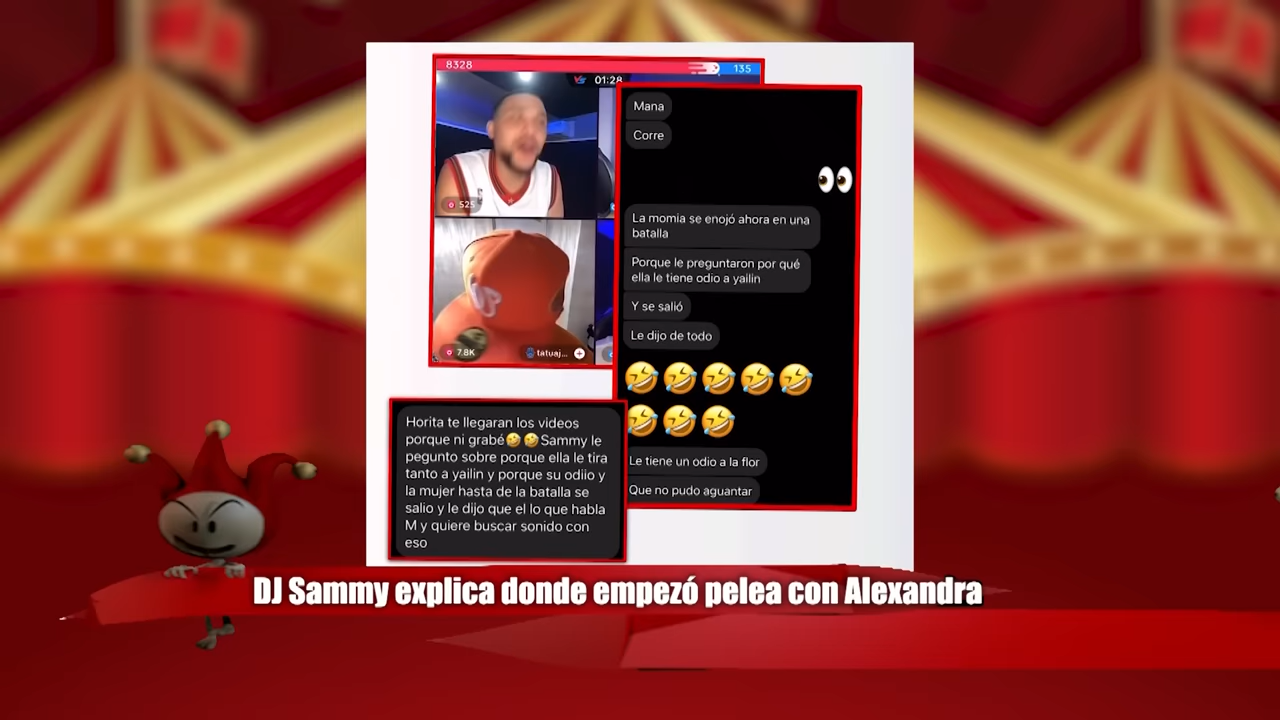 8328
135
VS 01:28
525
7.8K
tatuaj...
Mana
Corre
La momia se enojó ahora en una
batalla
Porque le preguntaron por qué
ella le tiene odio a yailin
Y se salió
Le dijo de todo
Le tiene un odio a la flor
Que no pudo aguantar
Horita te llegaran los videos
porque ni grabé🤣🤣Sammy le
pegunto sobre porque ella le tira
tanto a yailin y porque su odiio y
la mujer hasta de la batalla se
salio y le dijo que el lo que habla
M y quiere buscar sonido con
eso
DJ Sammy explica donde empezó pelea con Alexandra